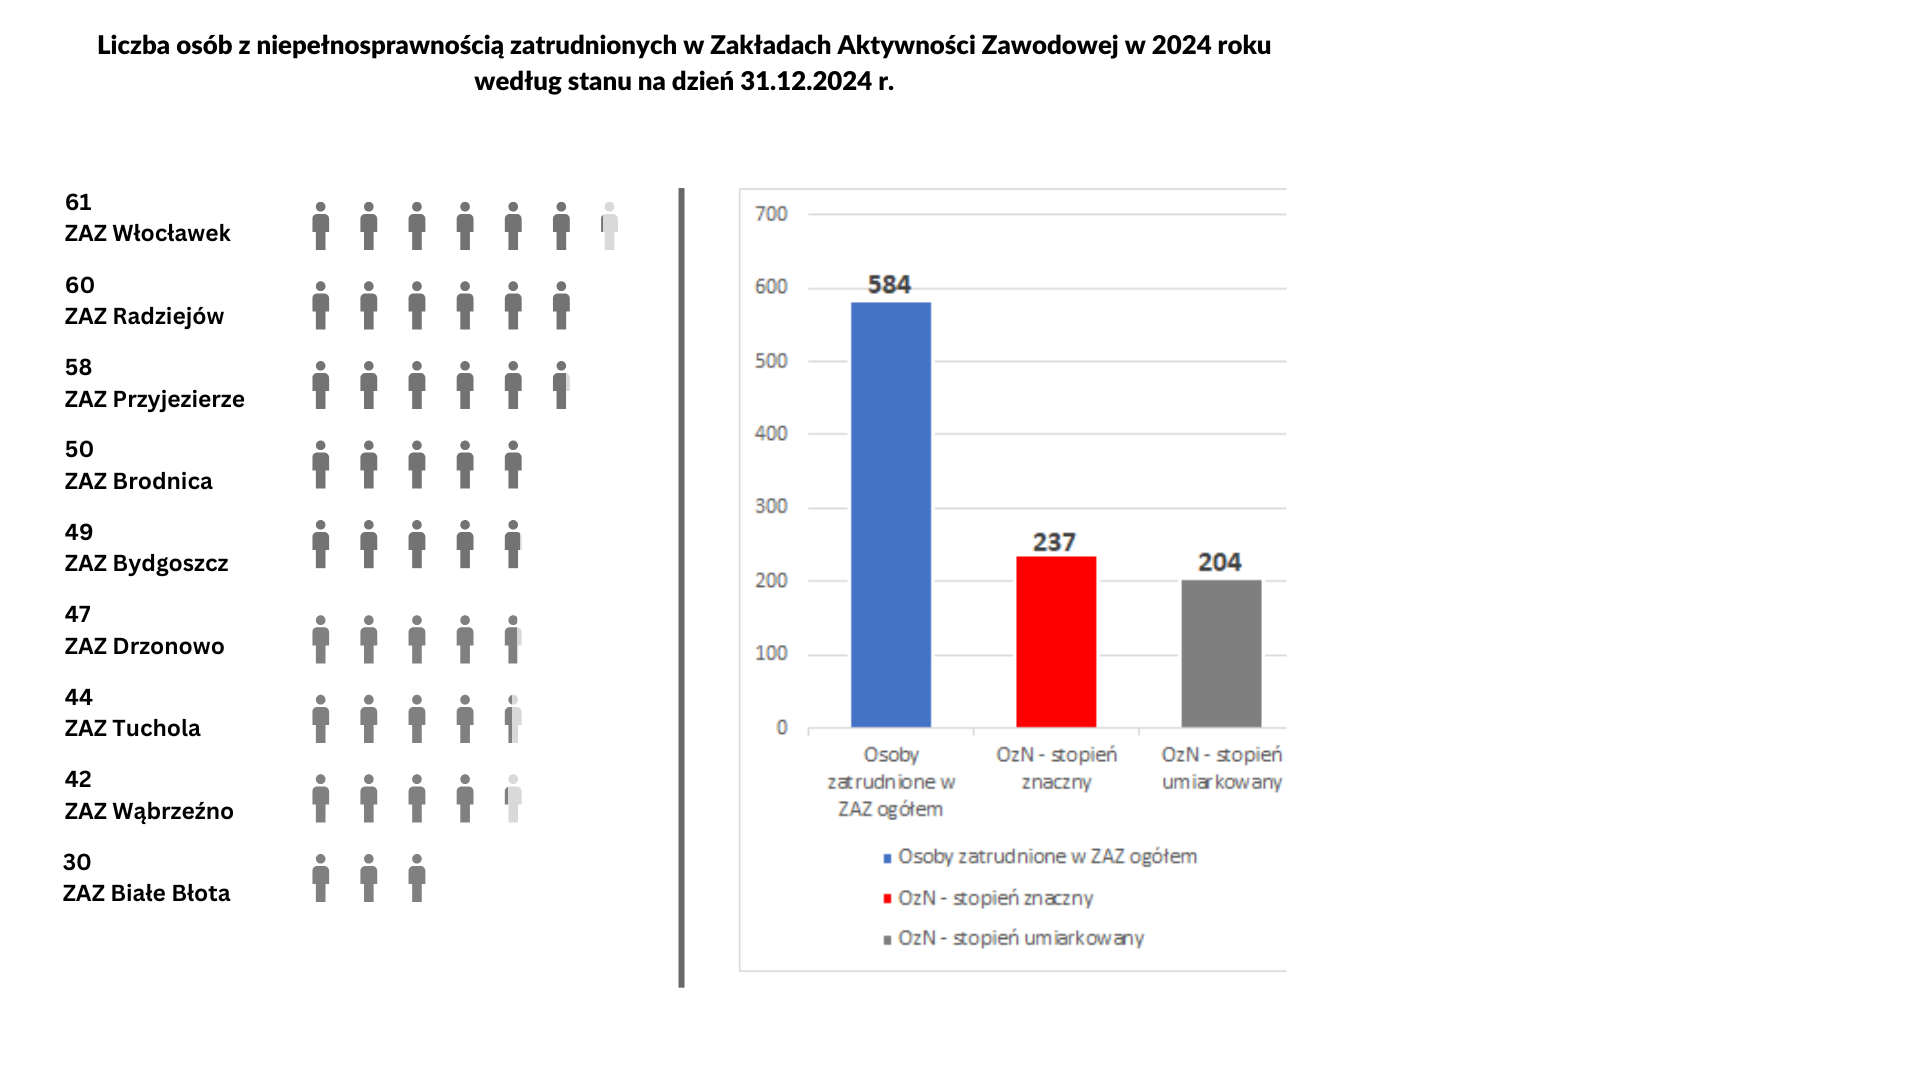 Liczba osób z niepełnosprawnością zatrudnionych w Zakładach Aktywności Zawodowej w 2024 roku
według stanu na dzień 31.12.2024 r.
61
ZAZ Włocławek
60
ZAZ Radziejów
58
ZAZ Przyjezierze
50
ZAZ Brodnica
49
ZAZ Bydgoszcz
47
ZAZ Drzonowo
44
ZAZ Tuchola
42
ZAZ Wąbrzeźno
30
ZAZ Białe Błota
700
600
500
400
300
200
100
0
584
237
204
Osoby
zatrudnione w
ZAZ ogółem
OzN - stopień
znaczny
OzN - stopień
umiarkowany
Osoby zatrudnione w ZAZ ogółem
OzN - stopień znaczny
OzN - stopień umiarkowany